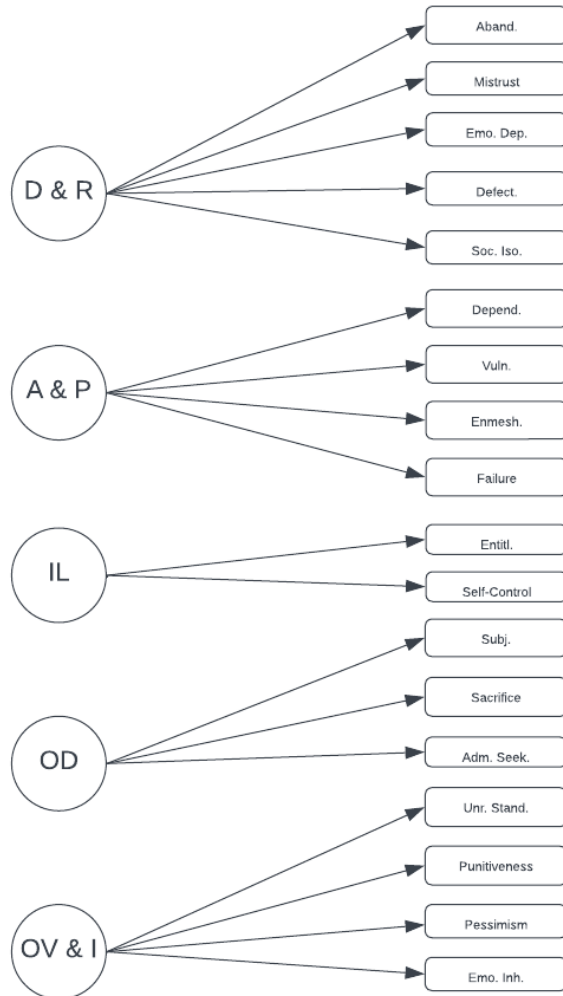 Aband.
Mistrust
Emo. Dep.
D & R
Defect.
Soc. Iso.
Depend.
Vuln.
A & P
Enmesh.
Failure
Entitl.
IL
Self-Control
Subj.
Sacrifice
OD
Adm. Seek.
Unr. Stand.
Punitiveness
Pessimism
OV & I
Emo. Inh.